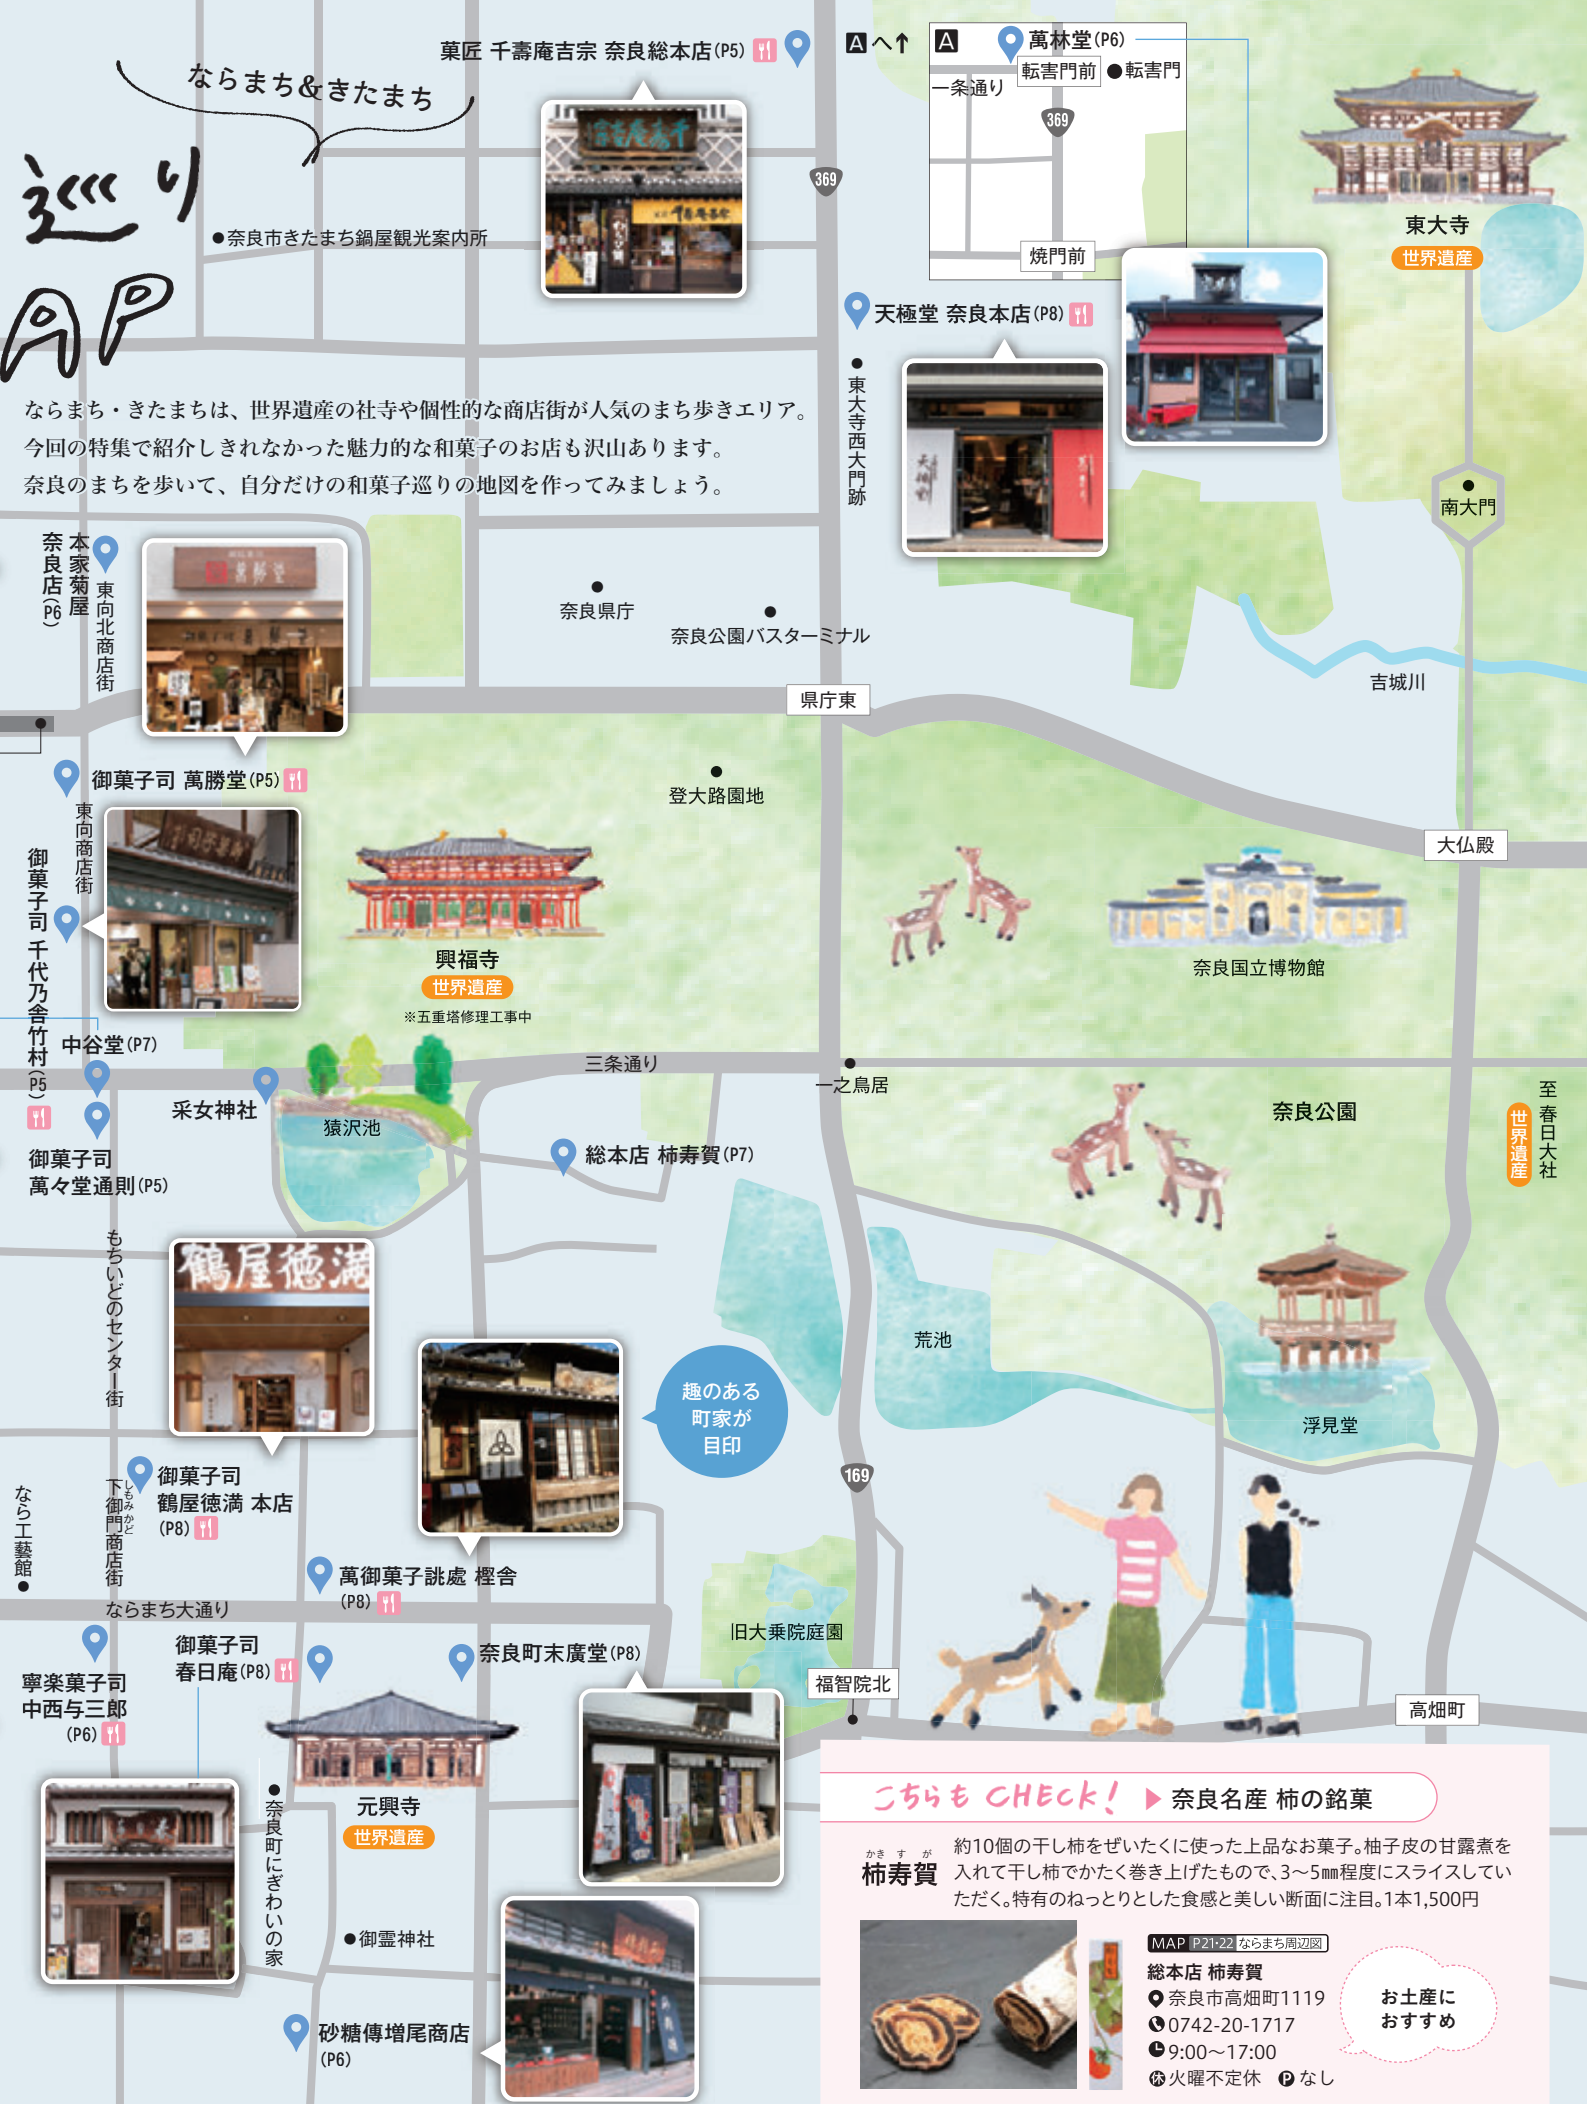 ならまち&きたまち
巡り
AP
菓匠 千壽庵吉宗 奈良総本店(P5)
Aへ↑
A
萬林堂(P6)
転害門前
転害門
一条通り
369
焼門前
369
東大寺
世界遺産
奈良市きたまち鍋屋観光案内所
天極堂 奈良本店(P8)
東大寺西大門跡
南大門
ならまち・きたまちは、世界遺産の社寺や個性的な商店街が人気のまち歩きエリア。
今回の特集で紹介しきれなかった魅力的な和菓子のお店も沢山あります。
奈良のまちを歩いて、自分だけの和菓子巡りの地図を作ってみましょう。
本家菊屋
奈良店(P6)
東向北商店街
萬勝堂
奈良県庁
奈良公園バスターミナル
県庁東
吉城川
御菓子司 萬勝堂(P5)
東向商店街
登大路園地
大仏殿
御菓子司 千代乃舎竹村(P5)
興福寺
世界遺産
※五重塔修理工事中
奈良国立博物館
中谷堂(P7)
三条通り
一之鳥居
采女神社
猿沢池
奈良公園
至 春日大社
世界遺産
御菓子司
萬々堂通則(P5)
総本店 柿寿賀(P7)
もちいどのセンター街
鶴屋徳満
荒池
浮見堂
趣のある
町家が
目印
169
御菓子司
鶴屋徳満 本店
(P8)
なら工藝館
下御門商店街
しもみかど
萬御菓子誂處 樫舎
(P8)
ならまち大通り
旧大乗院庭園
福智院北
高畑町
寧楽菓子司
中西与三郎
(P6)
御菓子司
春日庵(P8)
奈良町末廣堂(P8)
元興寺
世界遺産
奈良町にぎわいの家
御霊神社
砂糖傳増尾商店
(P6)
こちらも CHECK!
奈良名産 柿の銘菓
かきすが
柿寿賀
約10個の干し柿をぜいたくに使った上品なお菓子。柚子皮の甘露煮を
入れて干し柿でかたく巻き上げたもので、3〜5㎜程度にスライスしてい
ただく。特有のねっとりとした食感と美しい断面に注目。1本1,500円
MAP P21・22 ならまち周辺図
総本店 柿寿賀
奈良市高畑町1119
0742-20-1717
9:00〜17:00
休 火曜不定休 P なし
お土産に
おすすめ